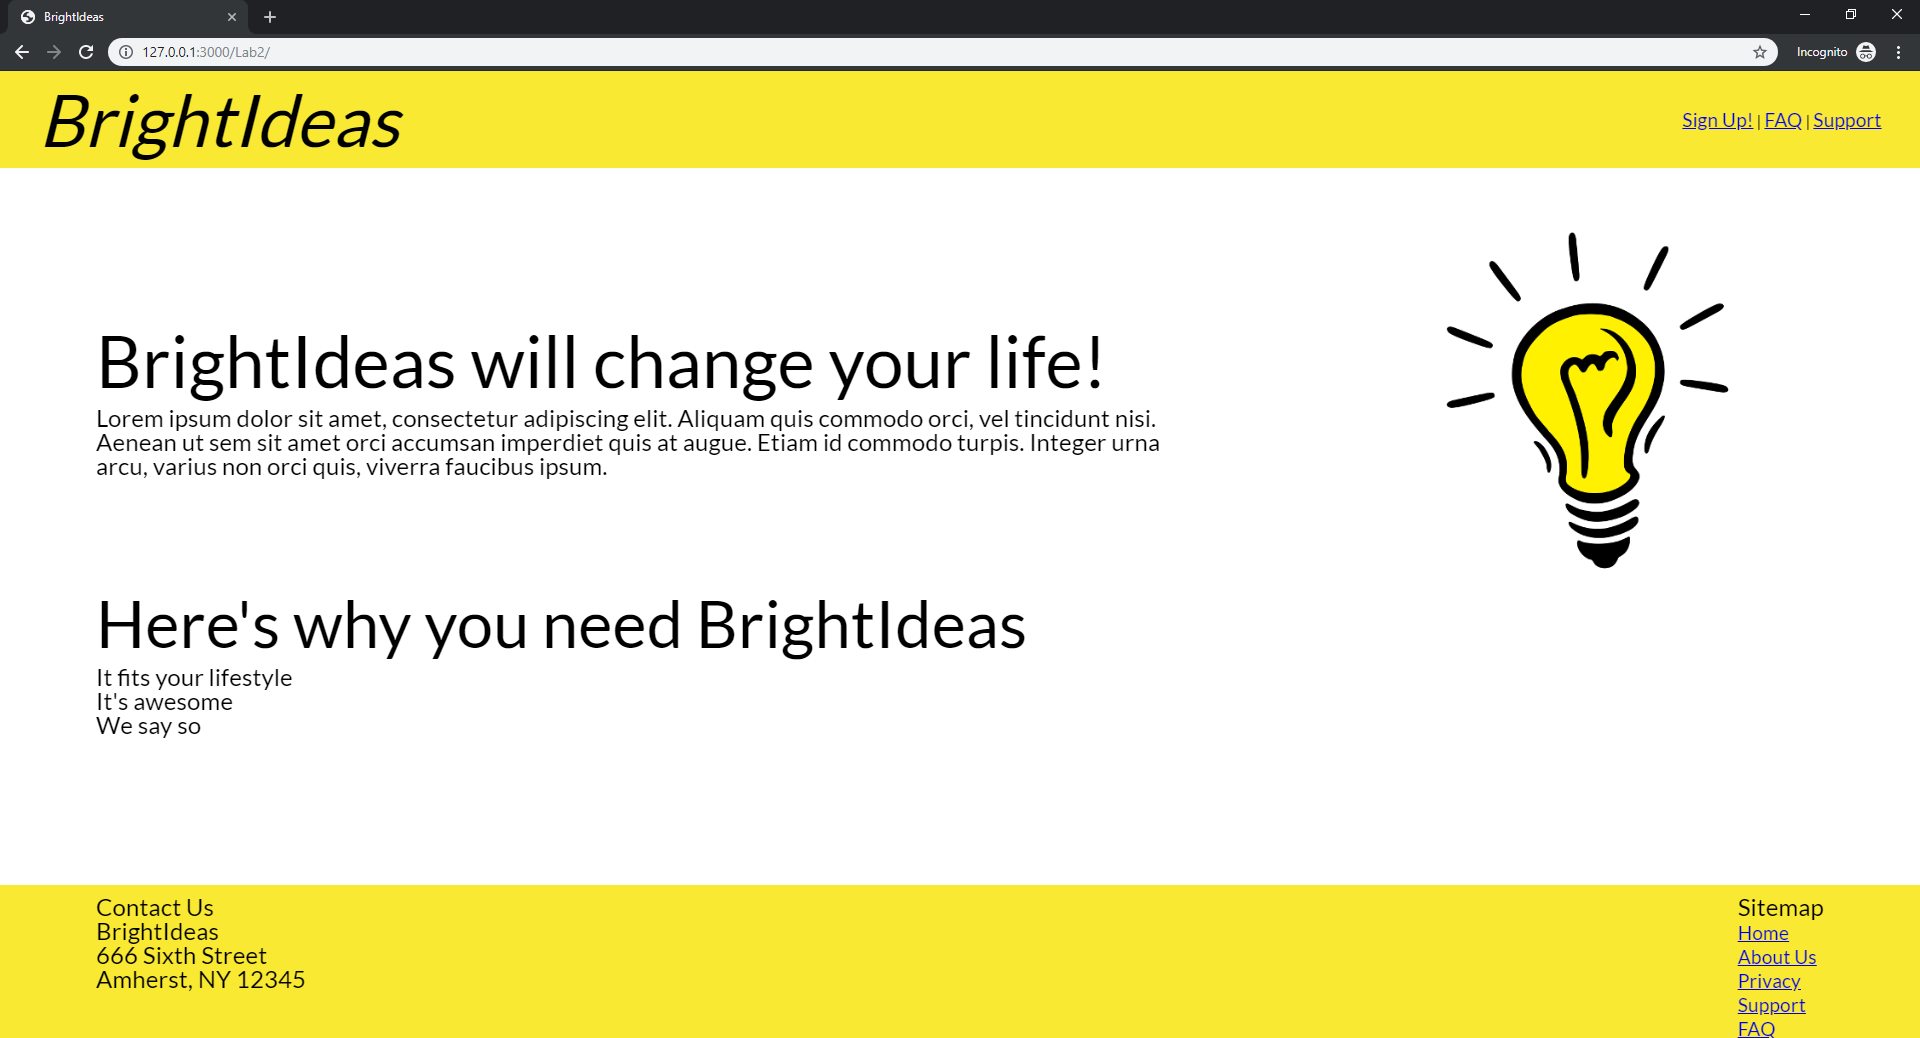 BrightIdeas
127.0.0.1:3000/Lab2/
Incognito
BrightIdeas
Sign Up! | FAQ | Support
BrightIdeas will change your life!
Lorem ipsum dolor sit amet, consectetur adipiscing elit. Aliquam quis commodo orci, vel tincidunt nisi.
Aenean ut sem sit amet orci accumsan imperdiet quis at augue. Etiam id commodo turpis. Integer urna
arcu, varius non orci quis, viverra faucibus ipsum.
Here's why you need BrightIdeas
It fits your lifestyle
It's awesome
We say so
Contact Us
BrightIdeas
666 Sixth Street
Amherst, NY 12345
Sitemap
Home
About Us
Privacy
Support
FAQ